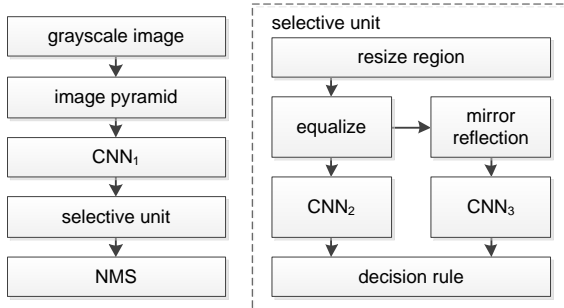 grayscale image
image pyramid
CNN₁
selective unit
NMS
selective unit
resize region
equalize
mirror
reflection
CNN₂
CNN₃
decision rule